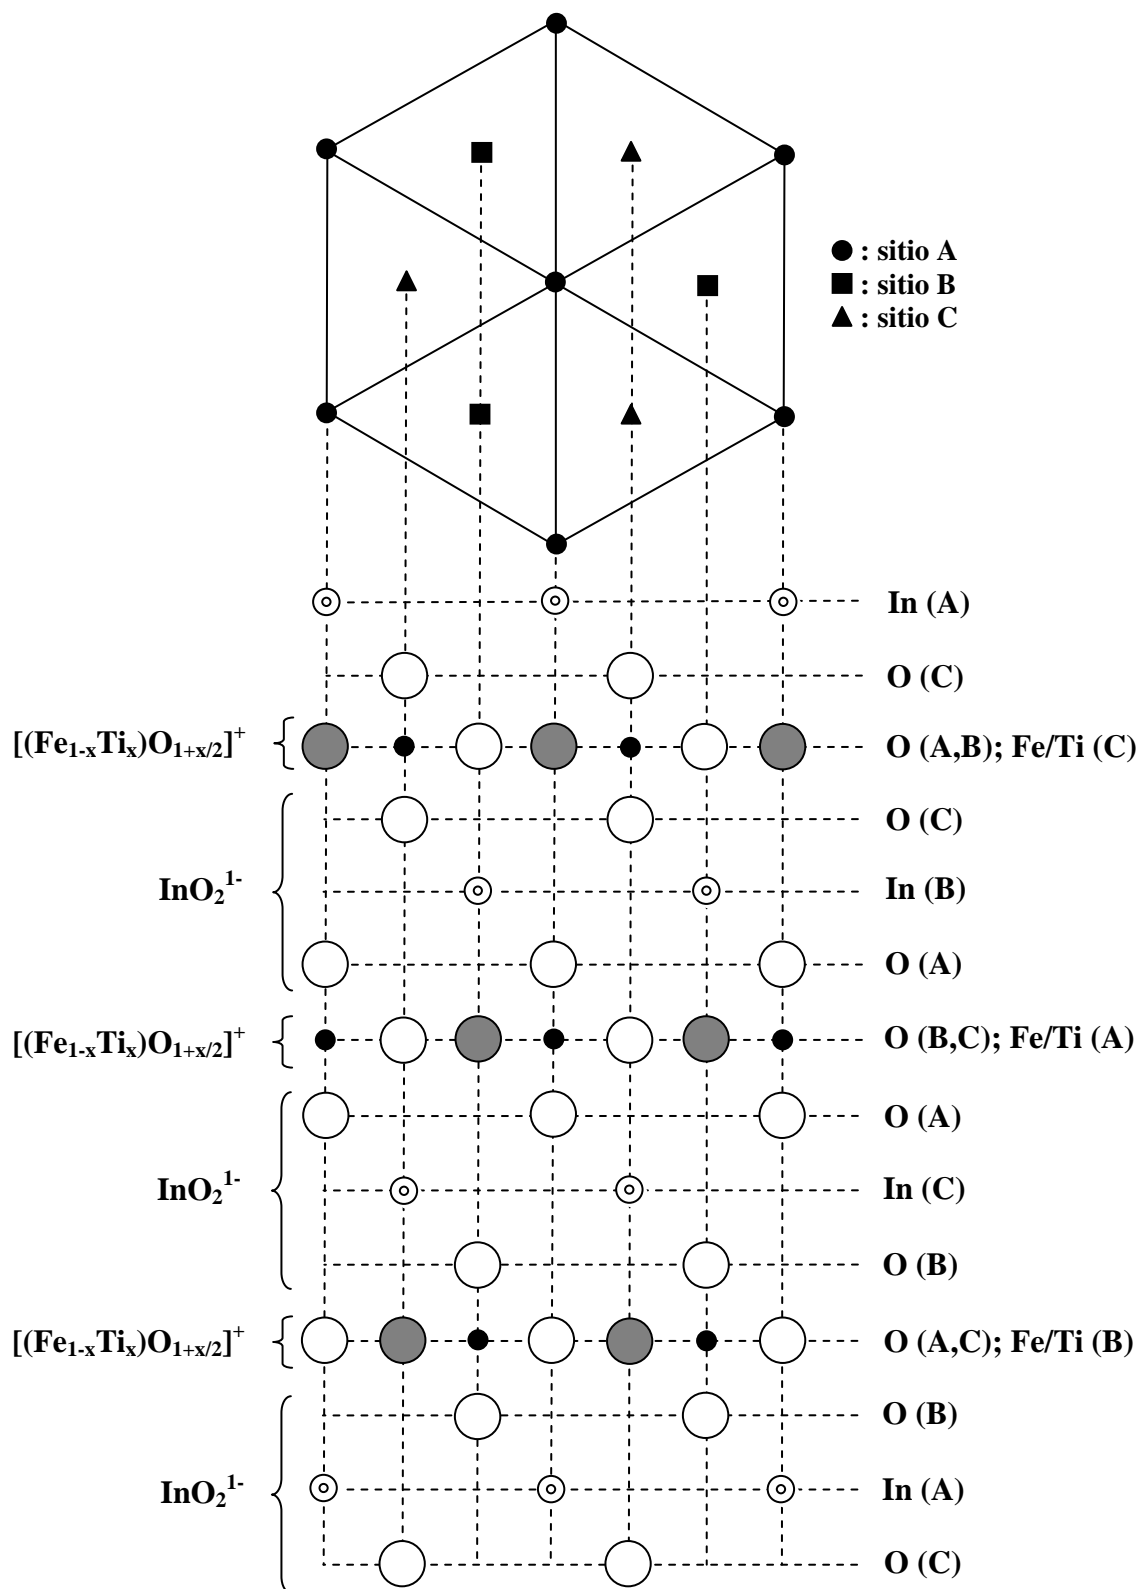 : sitio A
: sitio B
: sitio C
In (A)
O (C)
[(Fe₁₋ₓTiₓ)O₁₊ₓ/₂]⁺ O (A,B); Fe/Ti (C)
O (C)
InO₂¹⁻ In (B)
O (A)
[(Fe₁₋ₓTiₓ)O₁₊ₓ/₂]⁺ O (B,C); Fe/Ti (A)
O (A)
InO₂¹⁻ In (C)
O (B)
[(Fe₁₋ₓTiₓ)O₁₊ₓ/₂]⁺ O (A,C); Fe/Ti (B)
O (B)
InO₂¹⁻ In (A)
O (C)